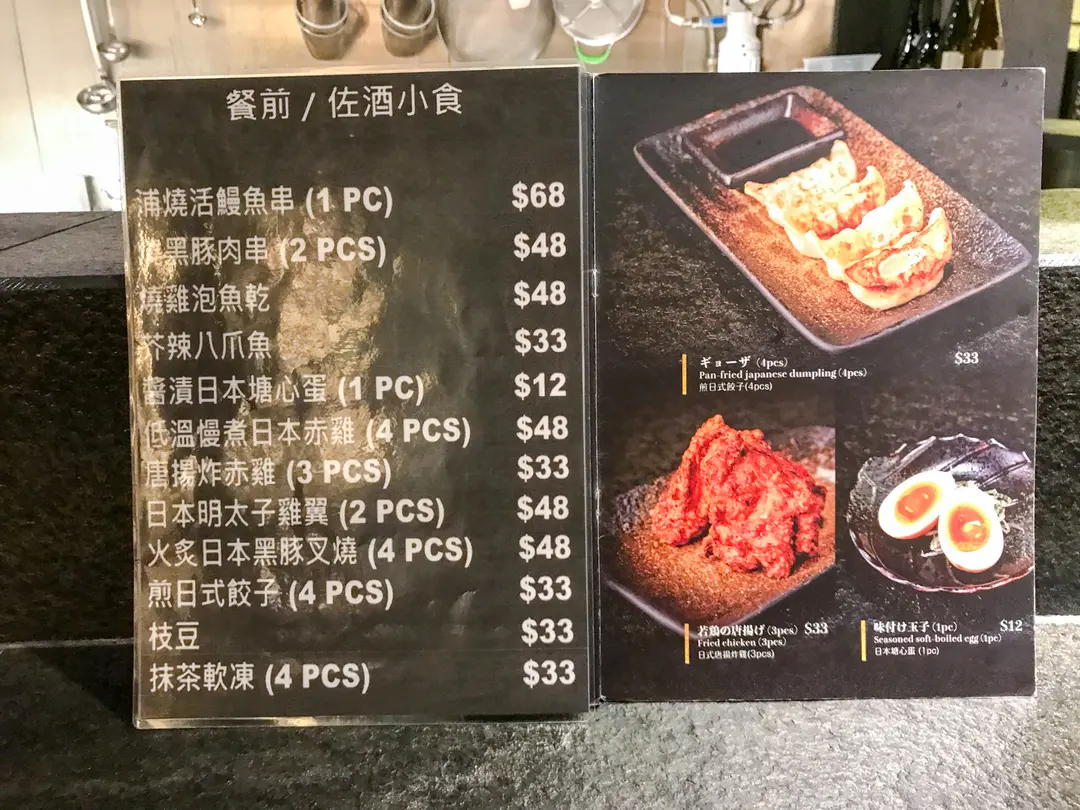 餐前 / 佐酒小食
浦燒活鰻魚串 (1 PC) $68
黑豚肉串 (2 PCS) $48
燒雞泡魚乾 $48
芥辣八爪魚 $33
醬漬日本塘心蛋 (1 PC) $12
低溫慢煮日本赤雞 (4 PCS) $48
唐揚炸赤雞 (3 PCS) $33
日本明太子雞翼 (2 PCS) $48
火炙日本黑豚叉燒 (4 PCS) $48
煎日式餃子 (4 PCS) $33
枝豆 $33
抹茶軟凍 (4 PCS) $33
ギョーザ (4pcs) $33
Pan-fried japanese dumpling (4pcs)
煎日式餃子(4pcs)
若鶏の唐揚げ (3pcs) $33
Fried chicken (3pcs)
日式唐揚炸雞(3pcs)
味付け玉子 (1pc) $12
Seasoned soft-boiled egg (1pc)
日本塘心蛋 (1pc)